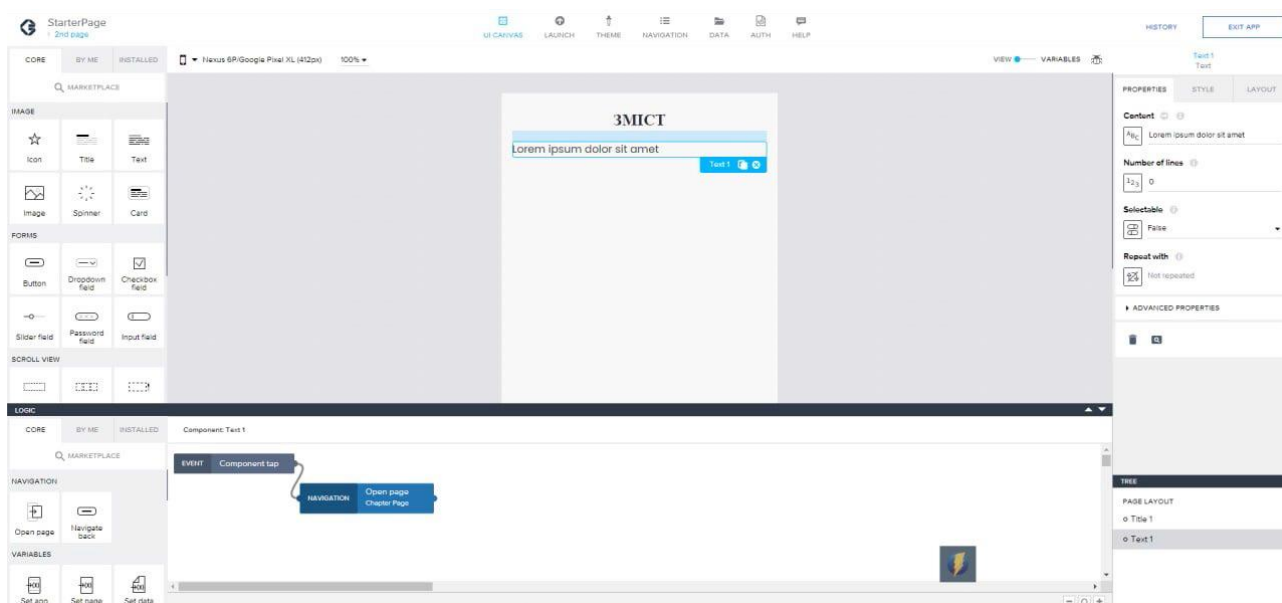 StarterPage
2nd page
UI CANVAS
LAUNCH
THEME
NAVIGATION
DATA
AUTH
HELP
HISTORY
EXIT APP
CORE
BY ME
INSTALLED
Nexus 6P/Google Pixel XL (412px)
100%
VIEW
VARIABLES
Text 1
Text
MARKETPLACE
PROPERTIES
STYLE
LAYOUT
IMAGE
Icon
Title
Text
Image
Spinner
Card
FORMS
Button
Dropdown field
Checkbox field
Slider field
Password field
Input field
SCROLL VIEW
ЗМІСТ
Lorem ipsum dolor sit amet
Text 1
Content
ABC
Lorem ipsum dolor sit amet
Number of lines
123
0
Selectable
False
Repeat with
Not repeated
ADVANCED PROPERTIES
LOGIC
CORE
BY ME
INSTALLED
Component: Text 1
MARKETPLACE
EVENT
Component tap
NAVIGATION
Open page
Chapter Page
NAVIGATION
Open page
Navigate back
VARIABLES
Set app
Set page
Set data
TREE
PAGE LAYOUT
Title 1
Text 1